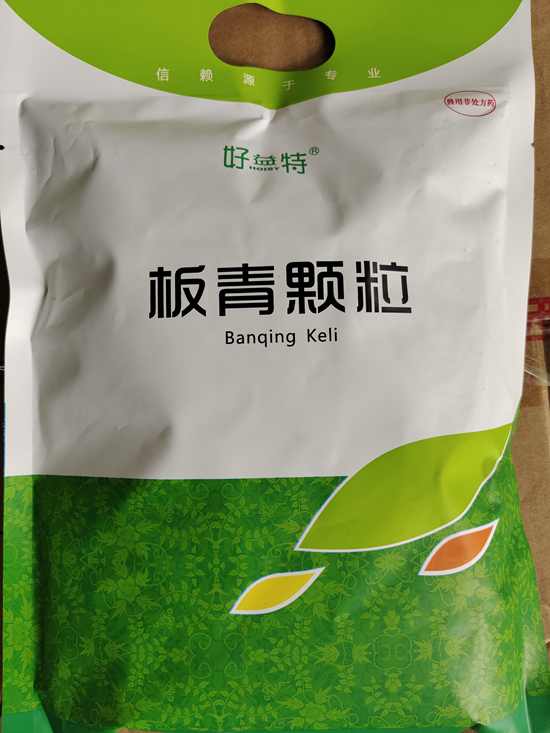 信赖源于专业
兽用非处方药
好益特®
HOIBY
板青颗粒
Banqing Keli